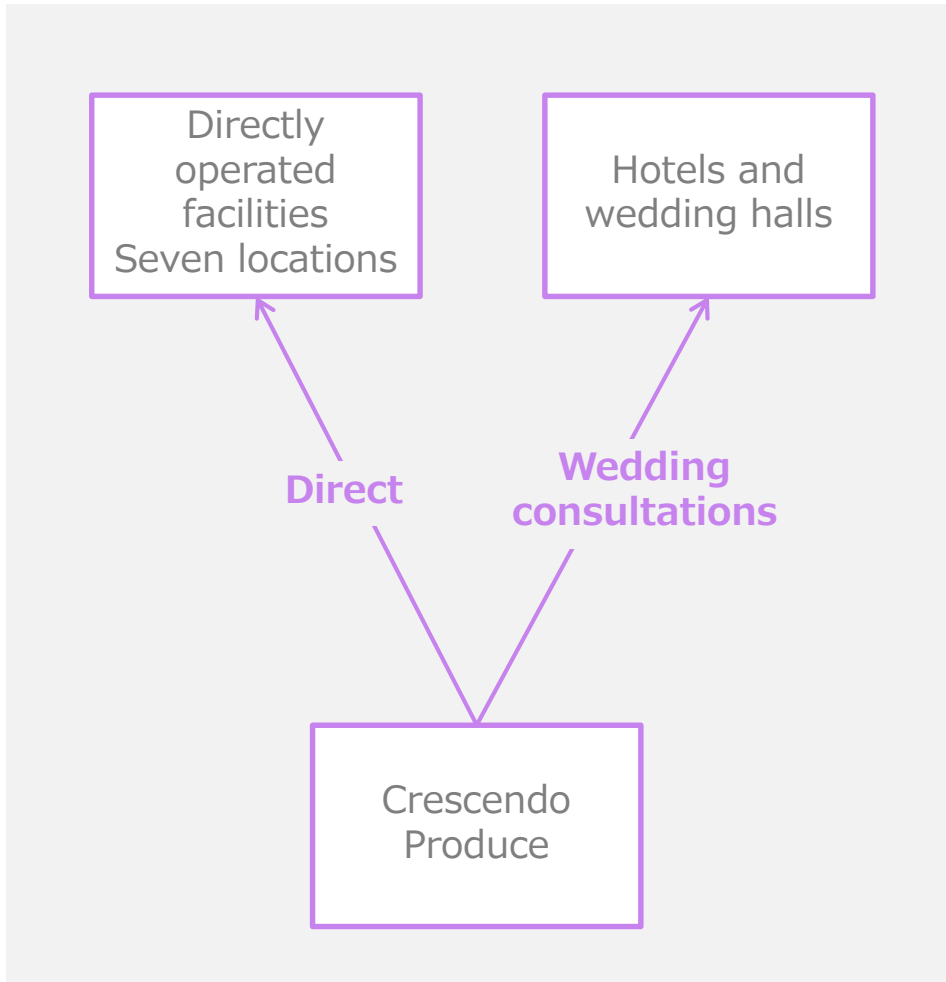 Directly
operated
facilities
Seven locations
Hotels and
wedding halls
Direct
Wedding
consultations
Crescendo
Produce